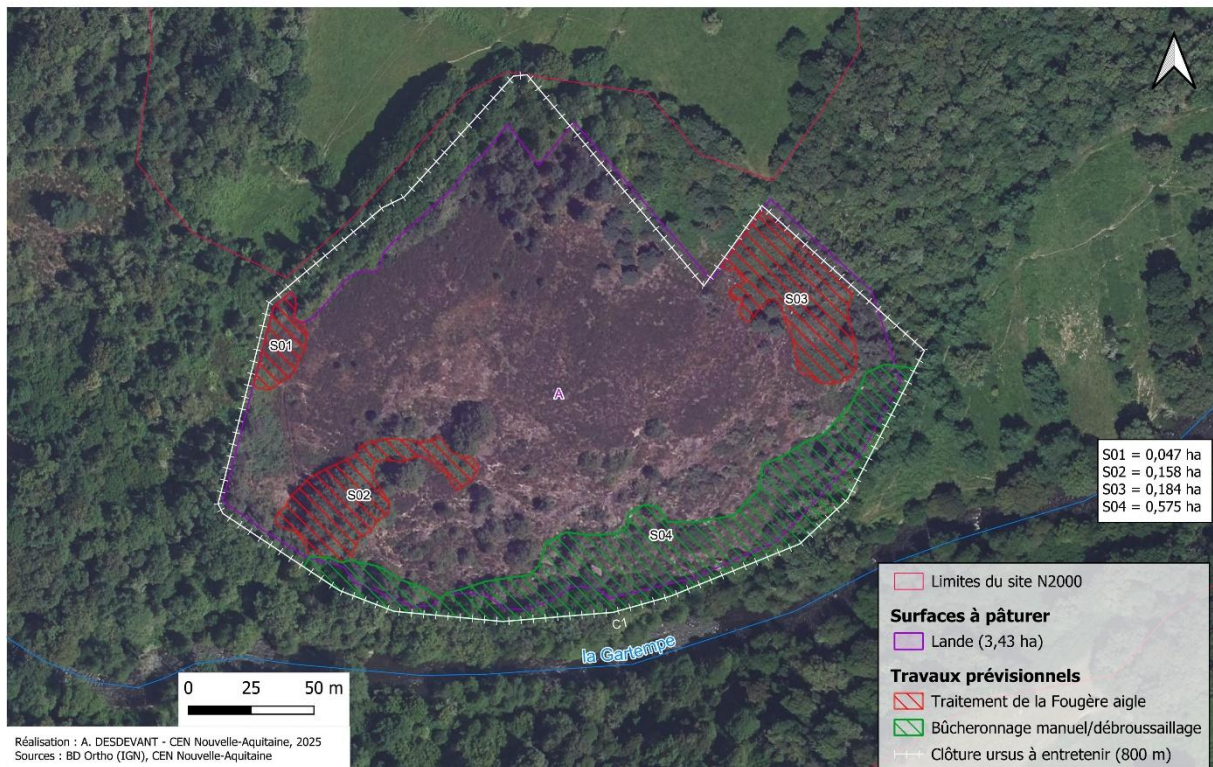 S01
S02
S03
A
S04
C1
la Gartempe
S01 = 0,047 ha
S02 = 0,158 ha
S03 = 0,184 ha
S04 = 0,575 ha
Limites du site N2000
Surfaces à pâturer
Lande (3,43 ha)
Travaux prévisionnels
Traitement de la Fougère aigle
Bûcheronnage manuel/débroussaillage
Clôture ursus à entretenir (800 m)
0 25 50 m
Réalisation : A. DESDEVANT - CEN Nouvelle-Aquitaine, 2025
Sources : BD Ortho (IGN), CEN Nouvelle-Aquitaine